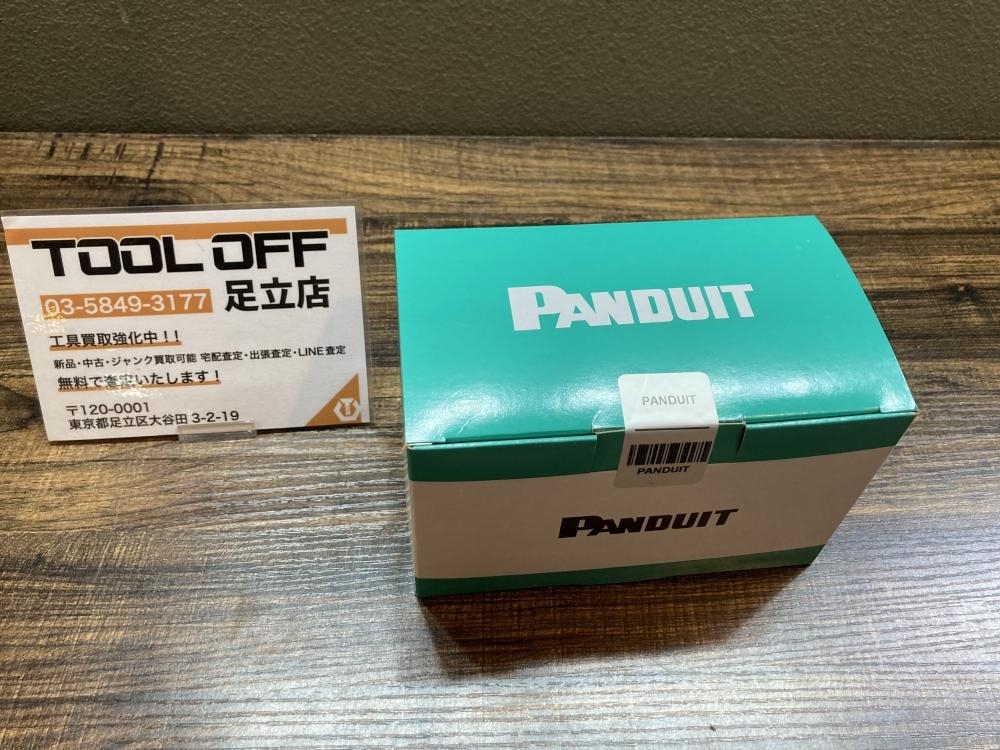 TOOL OFF
03-5849-3177 足立店
工具買取強化中！！
新品・中古・ジャンク買取可能 宅配査定・出張査定・LINE査定
無料で査定いたします！
〒120-0001
東京都足立区大谷田 3-2-19
PANDUIT
PANDUIT
PANDUIT
PANDUIT